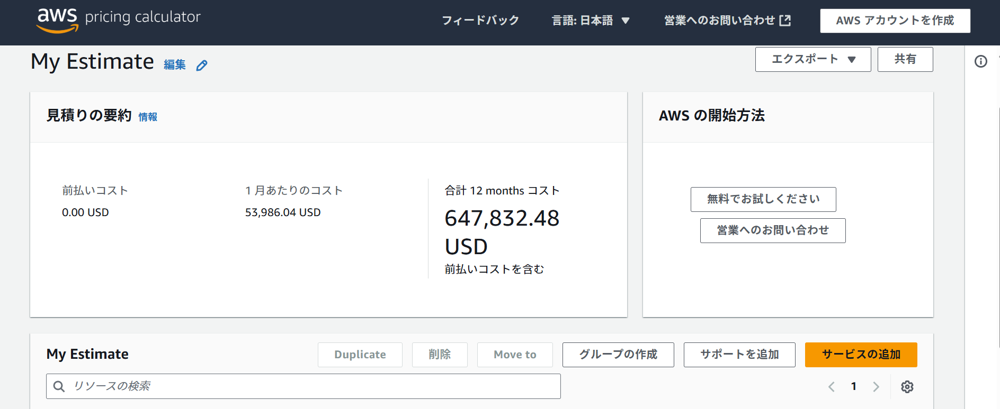 aws pricing calculator
フィードバック 言語: 日本語 営業へのお問い合わせ AWS アカウントを作成
My Estimate 編集
エクスポート 共有
見積りの要約 情報
AWS の開始方法
前払いコスト
0.00 USD
1 月あたりのコスト
53,986.04 USD
合計 12 months コスト
647,832.48
USD
前払いコストを含む
無料でお試しください
営業へのお問い合わせ
My Estimate
Duplicate 削除 Move to グループの作成 サポートを追加 サービスの追加
リソースの検索
1